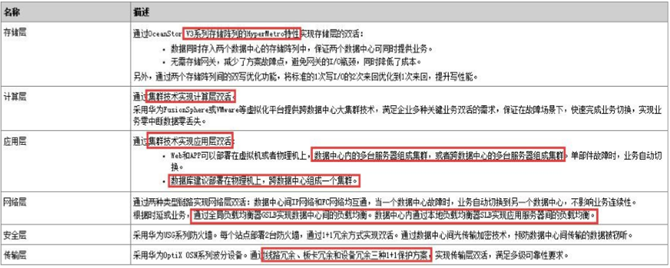 名称 描述
存储层 通过OceanStor V3系列存储阵列的HyperMetro特性实现存储层的双活：
• 数据同时存入两个数据中心的存储阵列中，保证两个数据中心可同时提供业务。
• 无需存储网关，减少了方案故障点，避免网关的IO瓶颈，同时降低了成本。
另外，通过两个存储阵列间的双写优化功能，将标准的1次写I/O的2次来回优化到1次来回，提升写性能。
计算层 通过集群技术实现计算层双活。
采用华为FusionSphere或VMware等虚拟化平台提供跨数据中心大集群技术，满足企业多种关键业务双活的需求，保证在故障场景下，快速完成业务切换，实现业
务零中断数据零丢失。
应用层 通过集群技术实现应用层双活：
• Web和APP可以部署在虚拟机或者物理机上，数据中心内的多台服务器组成集群，或者跨数据中心的多台服务器组成集群。单部件故障时，业务自动切
换。
• 数据库建议部署在物理机上，跨数据中心组成一个集群。
网络层 通过两种类型链路实现网络层双活：数据中心间IP网络和FC网络均互通，当一个数据中心故障时，业务自动切换到另一个数据中心，不影响业务连续性。
根据时延或业务，通过全局负载均衡器GSLB实现数据中心间的负载均衡。数据中心内通过本地负载均衡器SLB实现应用服务器间的负载均衡。
安全层 采用华为USG系列防火墙。每个站点部署2台防火墙，通过1+1冗余方式实现双活。通过数据中心间光传输加密技术，预防数据中心间传输的数据被窃听。
传输层 采用华为OptiX OSN系列波分设备。通过线路冗余、板卡冗余和设备冗余三种1+1保护方案，实现传输层双活，满足多级可靠性要求。